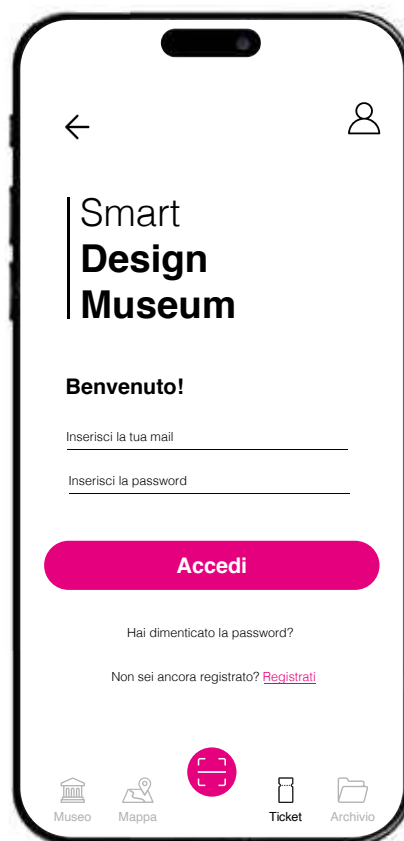 Smart
Design
Museum
Benvenuto!
Inserisci la tua mail
Inserisci la password
Accedi
Hai dimenticato la password?
Non sei ancora registrato? Registrati
Museo Mappa Ticket Archivio